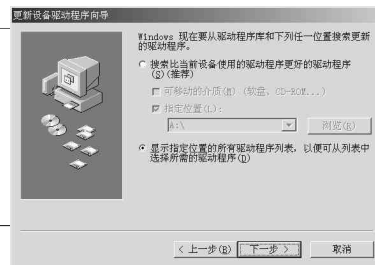 更新设备驱动程序向导
Windows 现在要从驱动程序库和下列任一位置搜索更新
的驱动程序。
搜索比当前设备使用的驱动程序更好的驱动程序
(S)(推荐)
可移动的介质(M) (软盘、CD-ROM...)
指定位置(L):
A:\
浏览(R)
显示指定位置的所有驱动程序列表，以便可从列表中
选择所需的驱动程序(D)
< 上一步(B)
下一步 >
取消